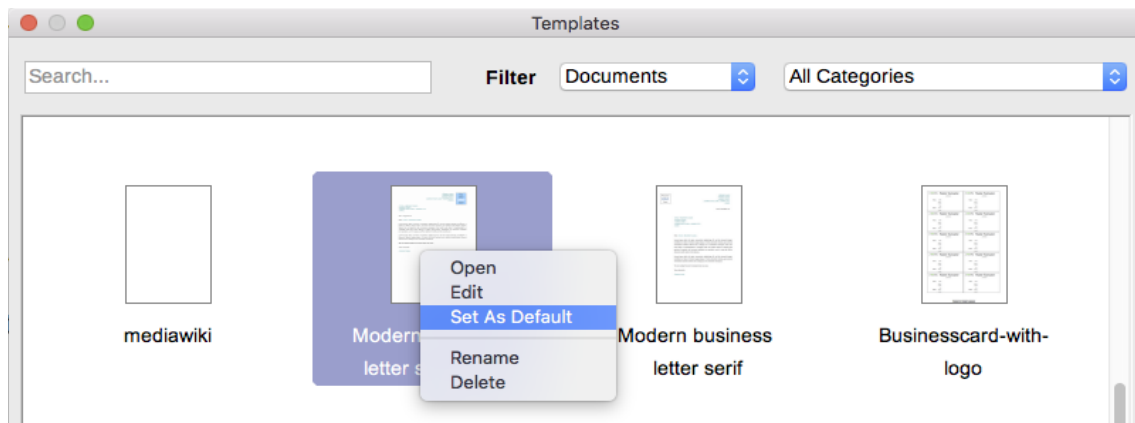 Templates
Search...
Filter Documents All Categories
mediawiki
Modern
letter s
Open
Edit
Set As Default
Rename
Delete
Modern business
letter serif
Businesscard-with-
logo